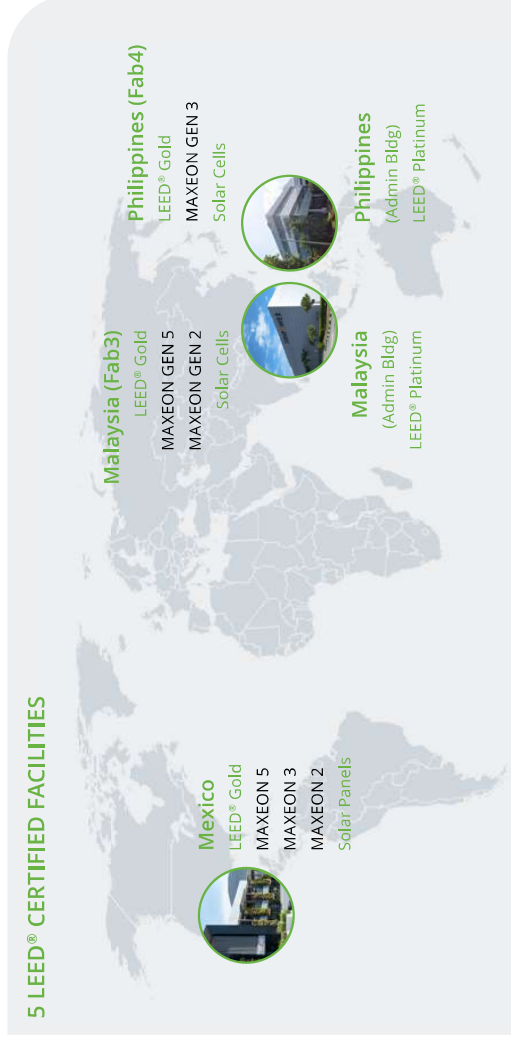 5 LEED® CERTIFIED FACILITIES
Mexico
LEED® Gold
MAXEON 5
MAXEON 3
MAXEON 2
Solar Panels
Malaysia (Fab3)
LEED® Gold
MAXEON GEN 5
MAXEON GEN 2
Solar Cells
Malaysia
(Admin Bldg)
LEED® Platinum
Philippines (Fab4)
LEED® Gold
MAXEON GEN 3
Solar Cells
Philippines
(Admin Bldg)
LEED® Platinum